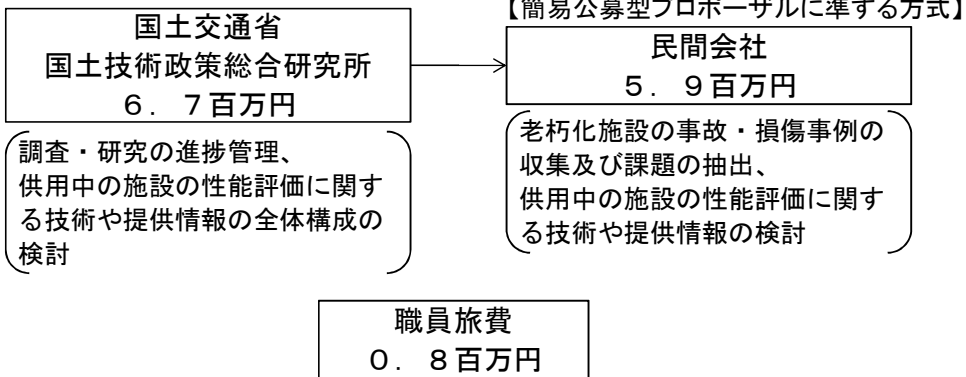 【簡易公募型プロポーザルに準ずる方式】
国土交通省
国土技術政策総合研究所
６．７百万円
民間会社
５．９百万円
調査・研究の進捗管理、
供用中の施設の性能評価に関す
る技術や提供情報の全体構成の
検討
老朽化施設の事故・損傷事例の
収集及び課題の抽出、
供用中の施設の性能評価に関す
る技術や提供情報の検討
職員旅費
０．８百万円